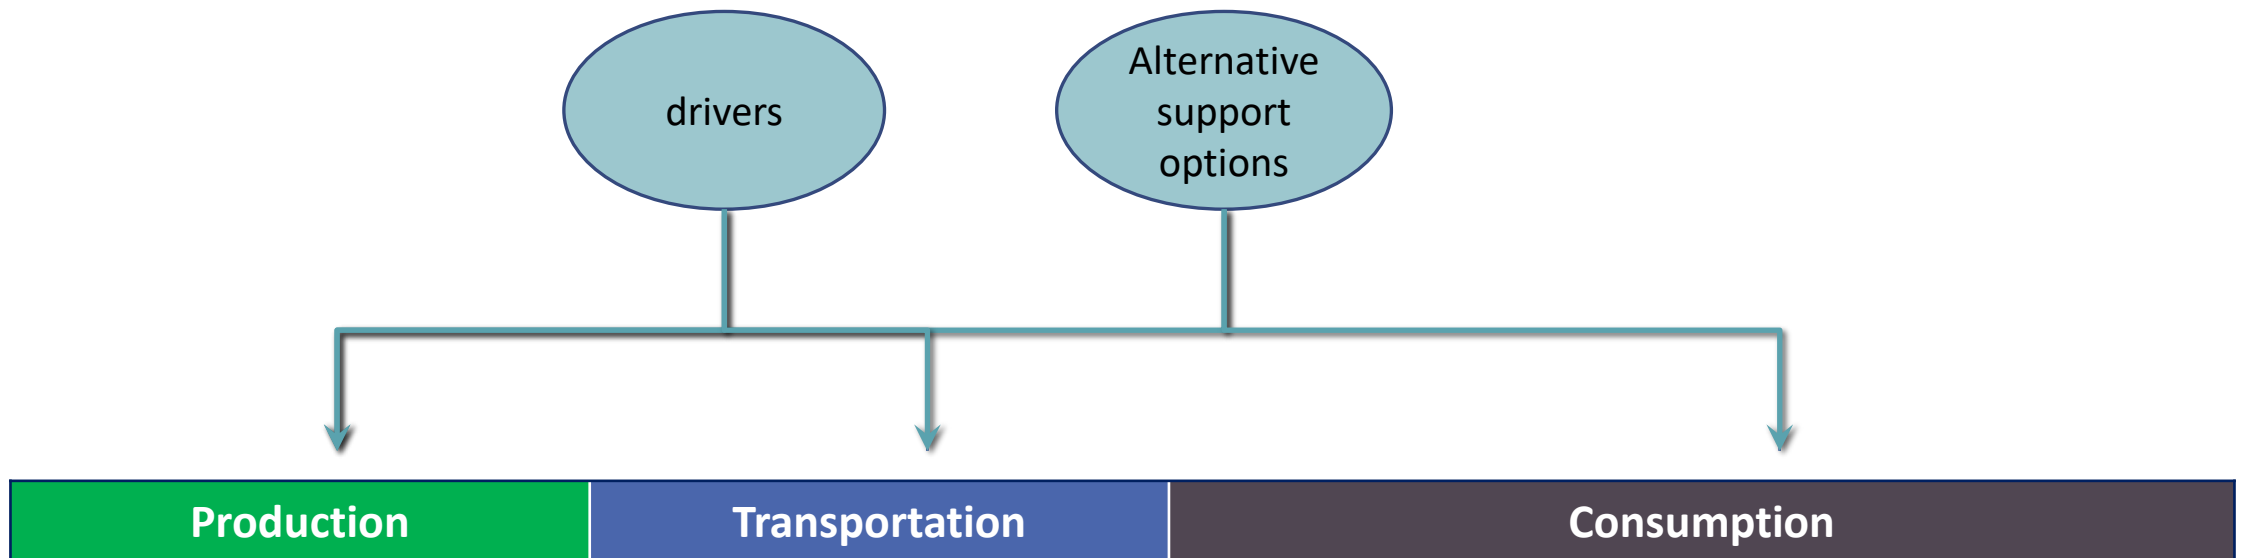 drivers
Alternative
support
options
Production
Transportation
Consumption